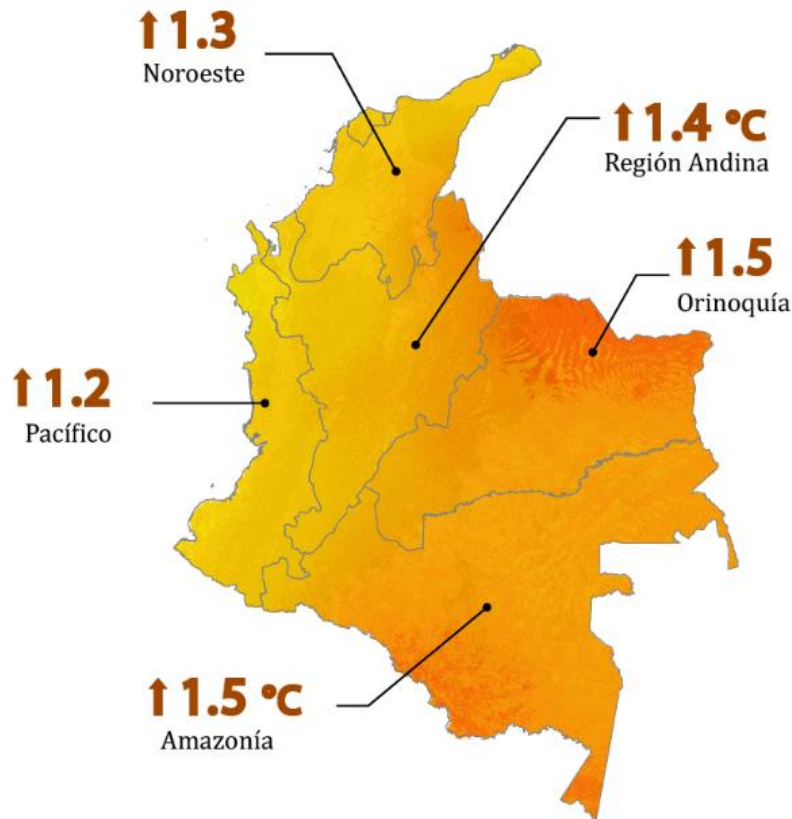 ↑1.3
Noroeste
↑1.4 °C
Región Andina
↑1.5
Orinoquía
↑1.2
Pacífico
↑1.5 °C
Amazonía